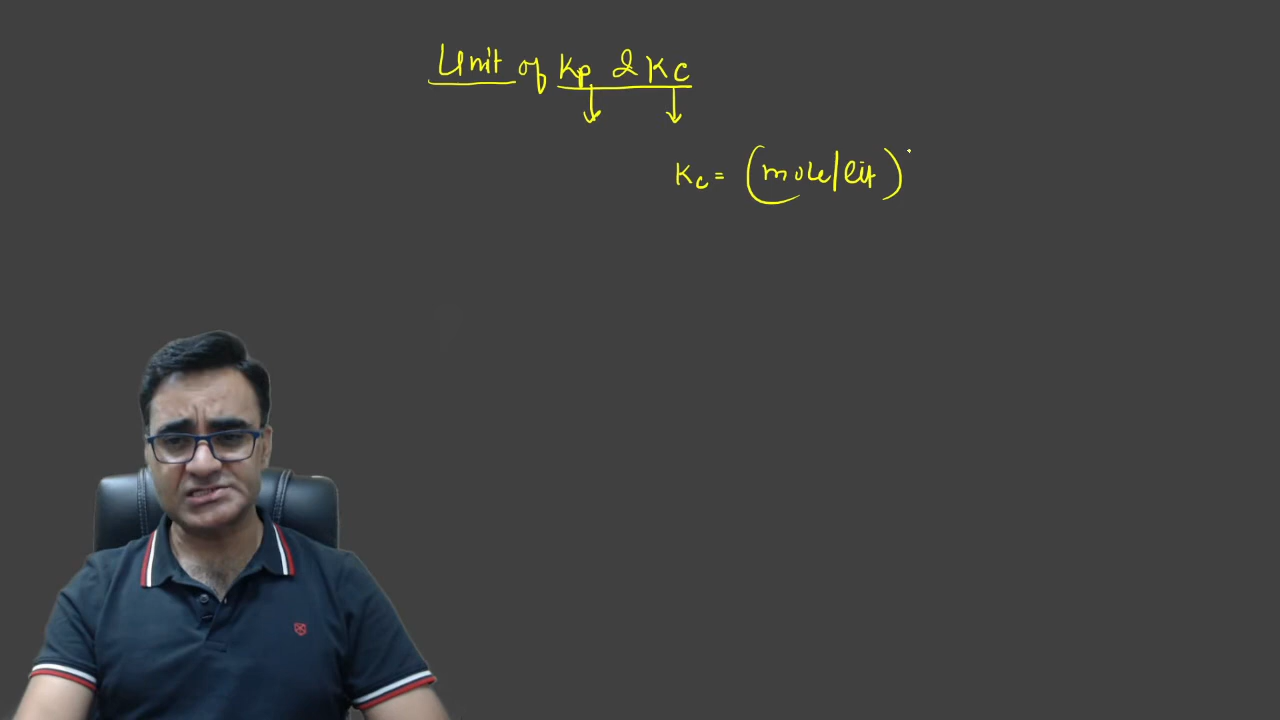 Unit of Kp & Kc
Kc = (mole/lit)